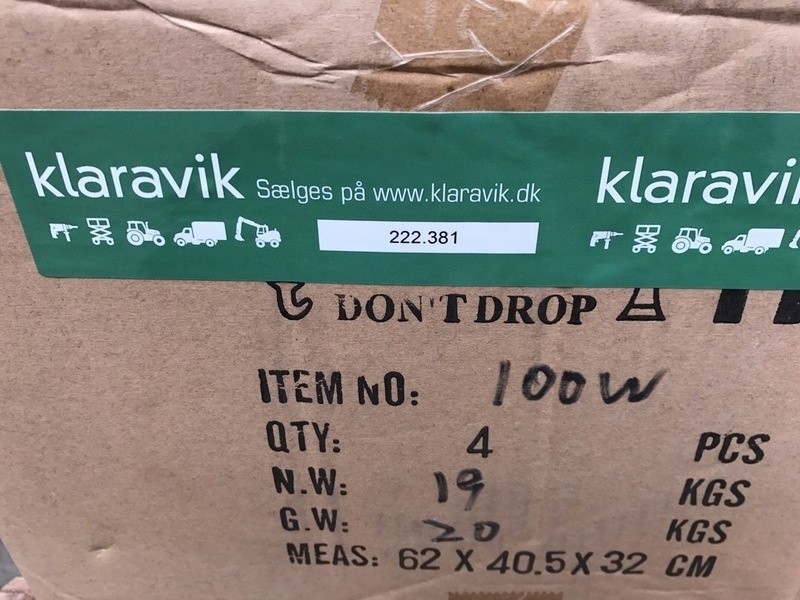 klaravik Sælges på www.klaravik.dk klaravi
222.381
DON'T DROP
ITEM NO: 100W
QTY: 4 PCS
N.W: 19 KGS
G.W: 20 KGS
MEAS: 62 X 40.5 X 32 CM